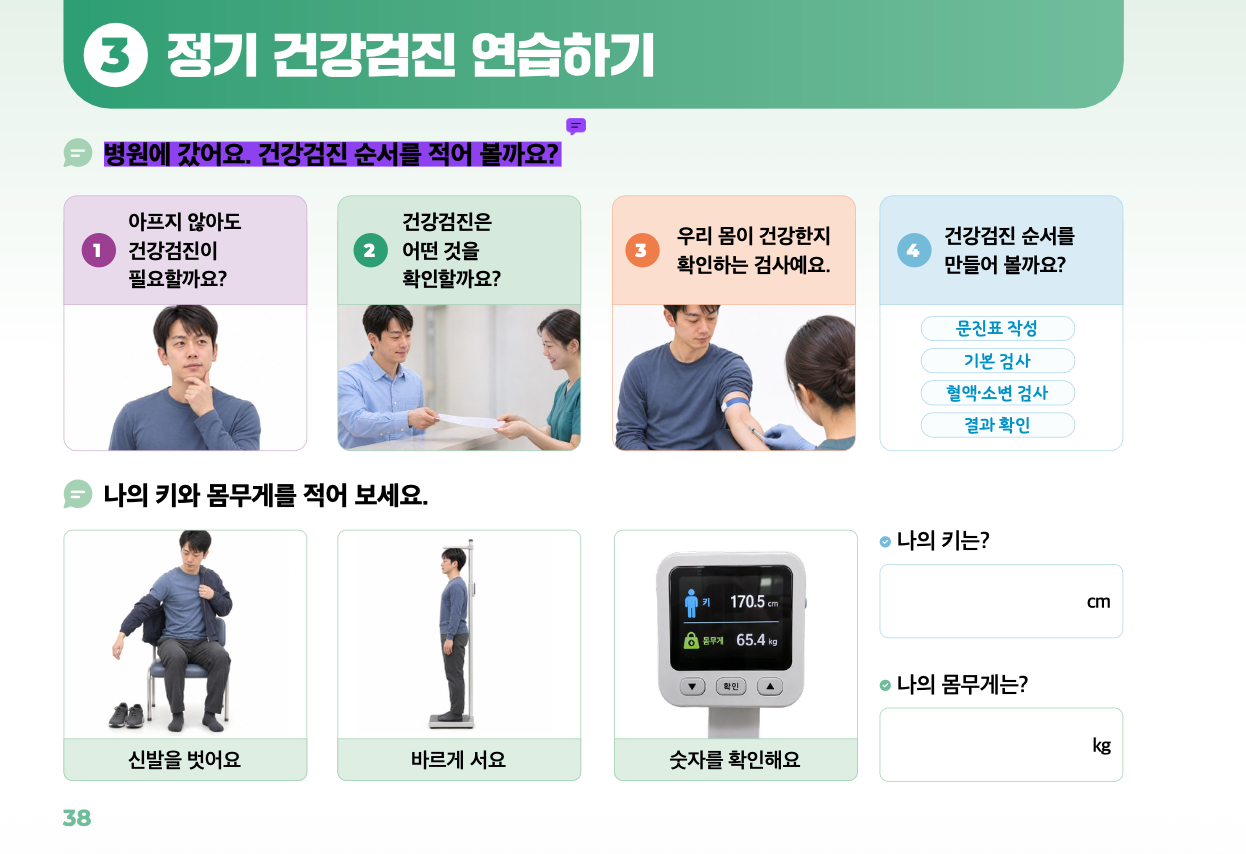 3 정기 건강검진 연습하기
병원에 갔어요. 건강검진 순서를 적어 볼까요?
1
아프지 않아도
건강검진이
필요할까요?
2
건강검진은
어떤 것을
확인할까요?
3
우리 몸이 건강한지
확인하는 검사예요.
4
건강검진 순서를
만들어 볼까요?
문진표 작성
기본 검사
혈액·소변 검사
결과 확인
나의 키와 몸무게를 적어 보세요.
신발을 벗어요
바르게 서요
키 170.5 cm
몸무게 65.4 kg
▼ 확인 ▲
숫자를 확인해요
나의 키는?
cm
나의 몸무게는?
kg
38